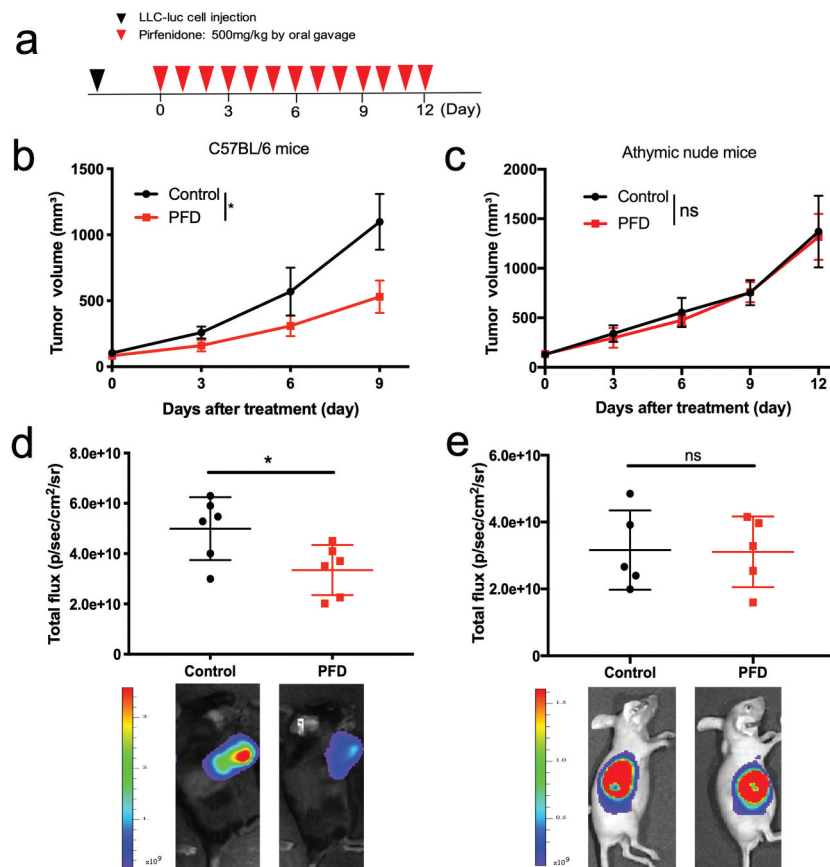 LLC-luc cell injection
Pirfenidone: 500mg/kg by oral gavage
a
0 3 6 9 12 (Day)
b
C57BL/6 mice
Control
PFD
*
Tumor volume (mm³)
1500
1000
500
0
0 3 6 9
Days after treatment (day)
c
Athymic nude mice
Control
PFD
ns
Tumor volume (mm³)
2000
1500
1000
500
0
0 3 6 9 12
Days after treatment (day)
d
*
Total flux (p/sec/cm²/sr)
8.0e+10
6.0e+10
4.0e+10
2.0e+10
0
Control PFD
3.
2.
1.
x10⁹
e
ns
Total flux (p/sec/cm²/sr)
6.0e+10
4.0e+10
2.0e+10
0
Control PFD
1.5
1.0
0.5
x10⁹